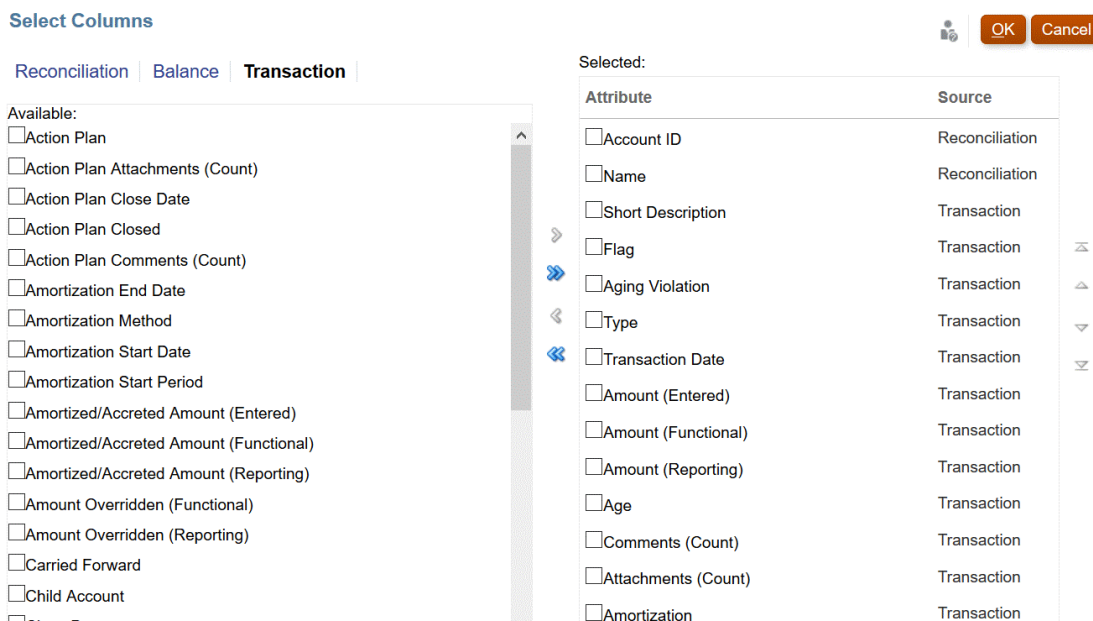 Select Columns
OK
Cancel
Reconciliation
Balance
Transaction
Available:
Action Plan
Action Plan Attachments (Count)
Action Plan Close Date
Action Plan Closed
Action Plan Comments (Count)
Amortization End Date
Amortization Method
Amortization Start Date
Amortization Start Period
Amortized/Accreted Amount (Entered)
Amortized/Accreted Amount (Functional)
Amortized/Accreted Amount (Reporting)
Amount Overridden (Functional)
Amount Overridden (Reporting)
Carried Forward
Child Account
Selected:
Attribute Source
Account ID Reconciliation
Name Reconciliation
Short Description Transaction
Flag Transaction
Aging Violation Transaction
Type Transaction
Transaction Date Transaction
Amount (Entered) Transaction
Amount (Functional) Transaction
Amount (Reporting) Transaction
Age Transaction
Comments (Count) Transaction
Attachments (Count) Transaction
Amortization Transaction